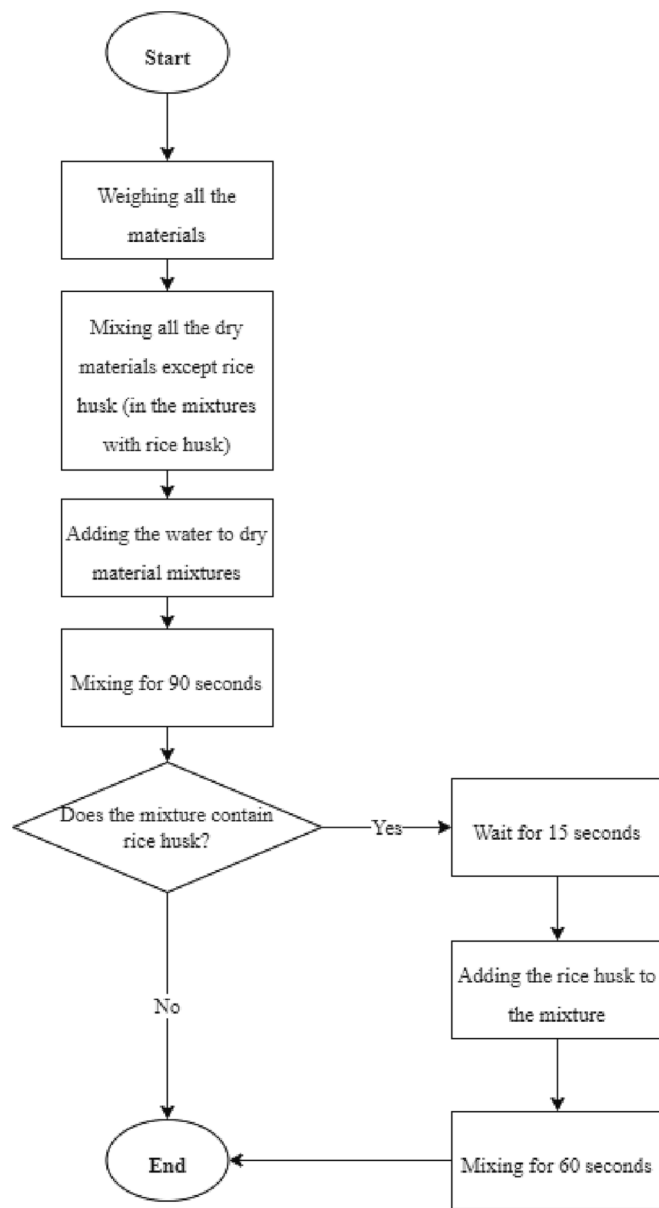 Start
Weighing all the
materials
Mixing all the dry
materials except rice
husk (in the mixtures
with rice husk)
Adding the water to dry
material mixtures
Mixing for 90 seconds
Does the mixture contain
rice husk?
Yes
Wait for 15 seconds
Adding the rice husk to
the mixture
Mixing for 60 seconds
No
End